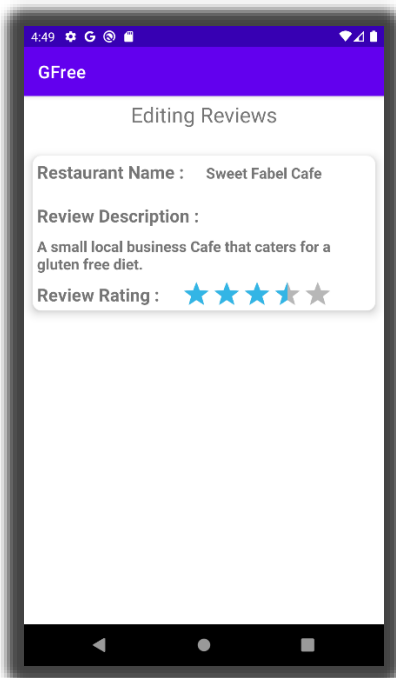 4:49
GFree
Editing Reviews
Restaurant Name : Sweet Fabel Cafe
Review Description :
A small local business Cafe that caters for a
gluten free diet.
Review Rating :